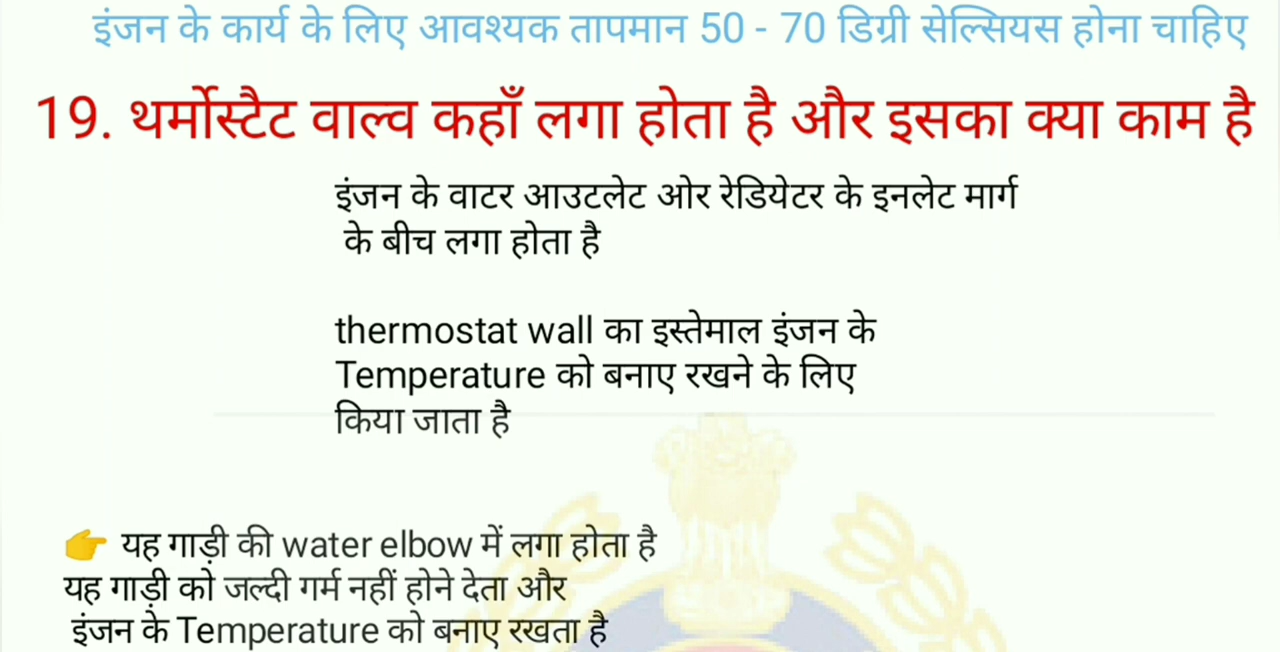 इंजन के कार्य के लिए आवश्यक तापमान 50 - 70 डिग्री सेल्सियस होना चाहिए
19. थर्मोस्टैट वाल्व कहाँ लगा होता है और इसका क्या काम है
इंजन के वाटर आउटलेट ओर रेडियेटर के इनलेट मार्ग
के बीच लगा होता है
thermostat wall का इस्तेमाल इंजन के
Temperature को बनाए रखने के लिए
किया जाता है
👉 यह गाड़ी की water elbow में लगा होता है
यह गाड़ी को जल्दी गर्म नहीं होने देता और
इंजन के Temperature को बनाए रखता है